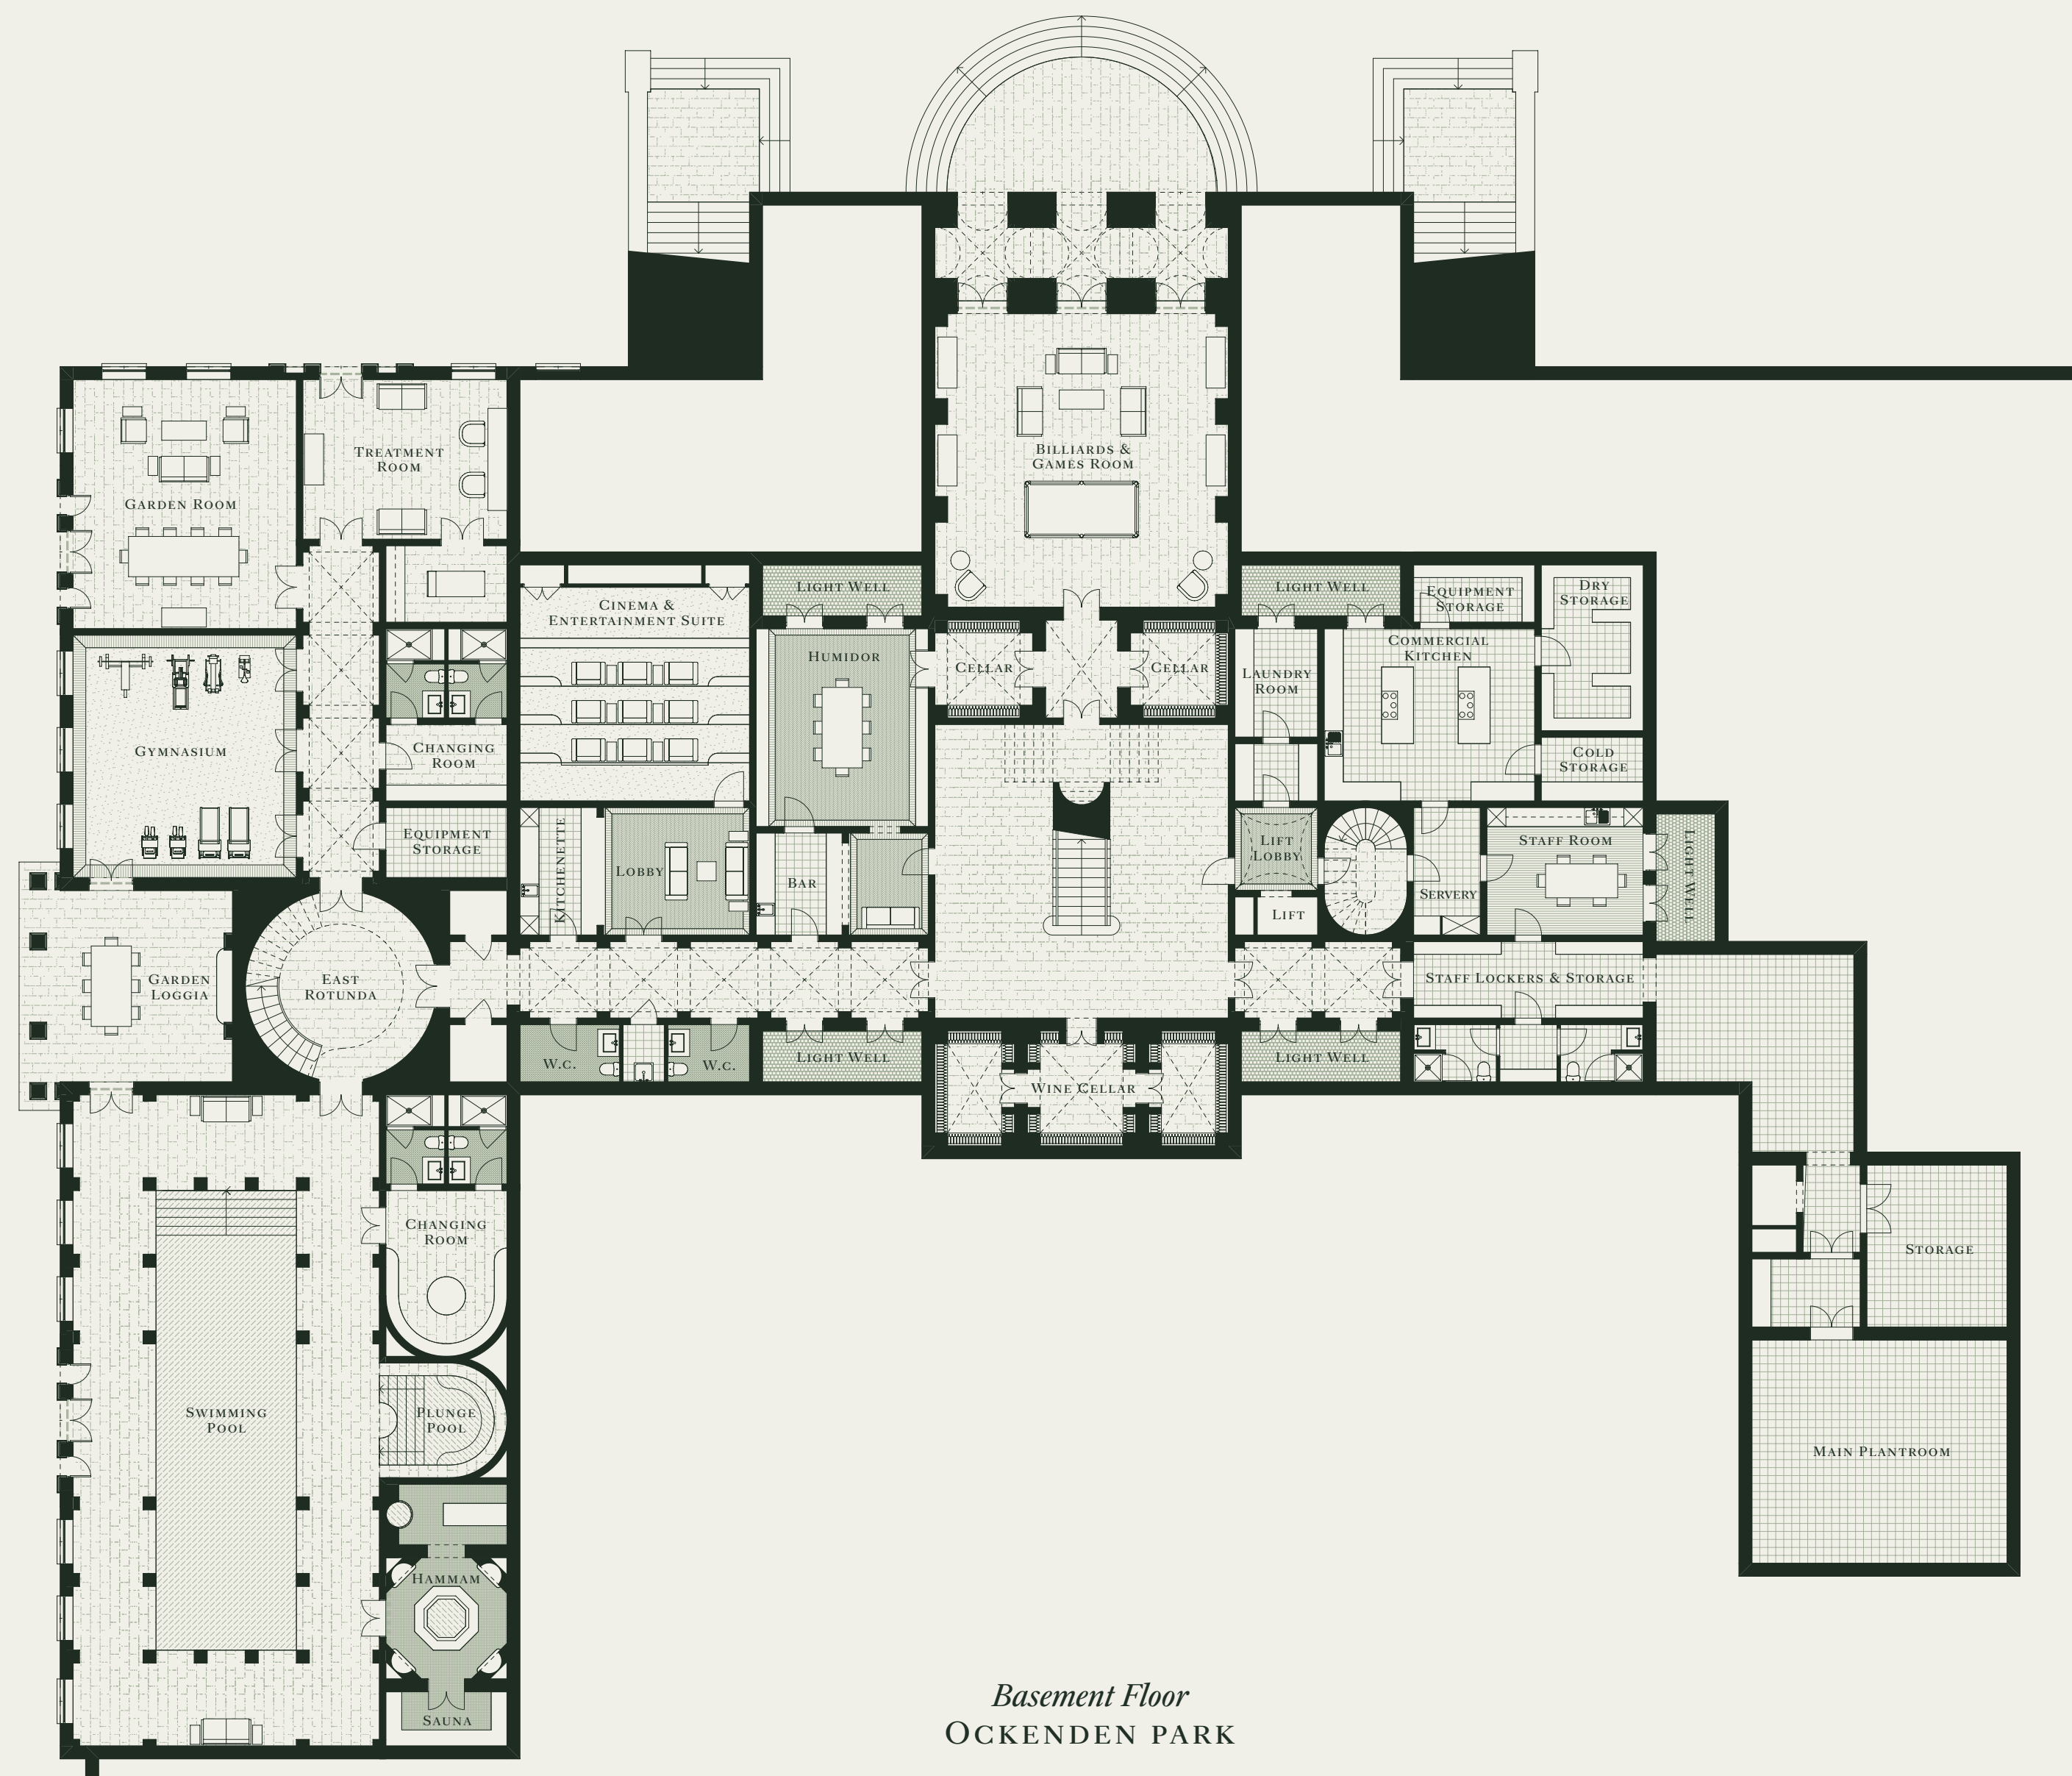 LIGHT WELL
LIGHT WELL
BILLIARDS &
GAMES ROOM
TREATMENT
ROOM
GARDEN ROOM
CINEMA &
ENTERTAINMENT SUITE
EQUIPMENT
STORAGE
DRY
STORAGE
HUMIDOR
CELLAR
CELLAR
LAUNDRY
ROOM
COMMERCIAL
KITCHEN
GYMNASIUM
CHANGING
ROOM
COLD
STORAGE
EQUIPMENT
STORAGE
KITCHENETTE
LOBBY
BAR
LIFT
LOBBY
LIFT
SERVERY
STAFF ROOM
LIGHT WELL
GARDEN
LOGGIA
EAST
ROTUNDA
STAFF LOCKERS & STORAGE
W.C.
W.C.
LIGHT WELL
WINE CELLAR
LIGHT WELL
CHANGING
ROOM
STORAGE
SWIMMING
POOL
PLUNGE
POOL
MAIN PLANTROOM
HAMMAM
SAUNA
Basement Floor
OCKENDEN PARK